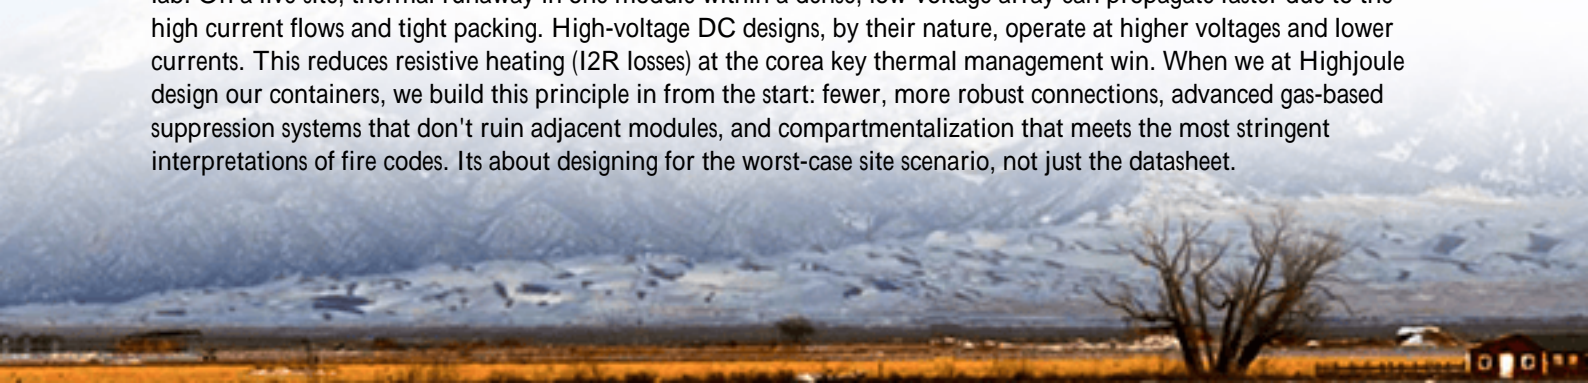 lab. On a live site, thermal runaway in one module within a dense, low-voltage array can propagate faster due to the
high current flows and tight packing. High-voltage DC designs, by their nature, operate at higher voltages and lower
currents. This reduces resistive heating (I2R losses) at the corea key thermal management win. When we at Highjoule
design our containers, we build this principle in from the start: fewer, more robust connections, advanced gas-based
suppression systems that don't ruin adjacent modules, and compartmentalization that meets the most stringent
interpretations of fire codes. Its about designing for the worst-case site scenario, not just the datasheet.